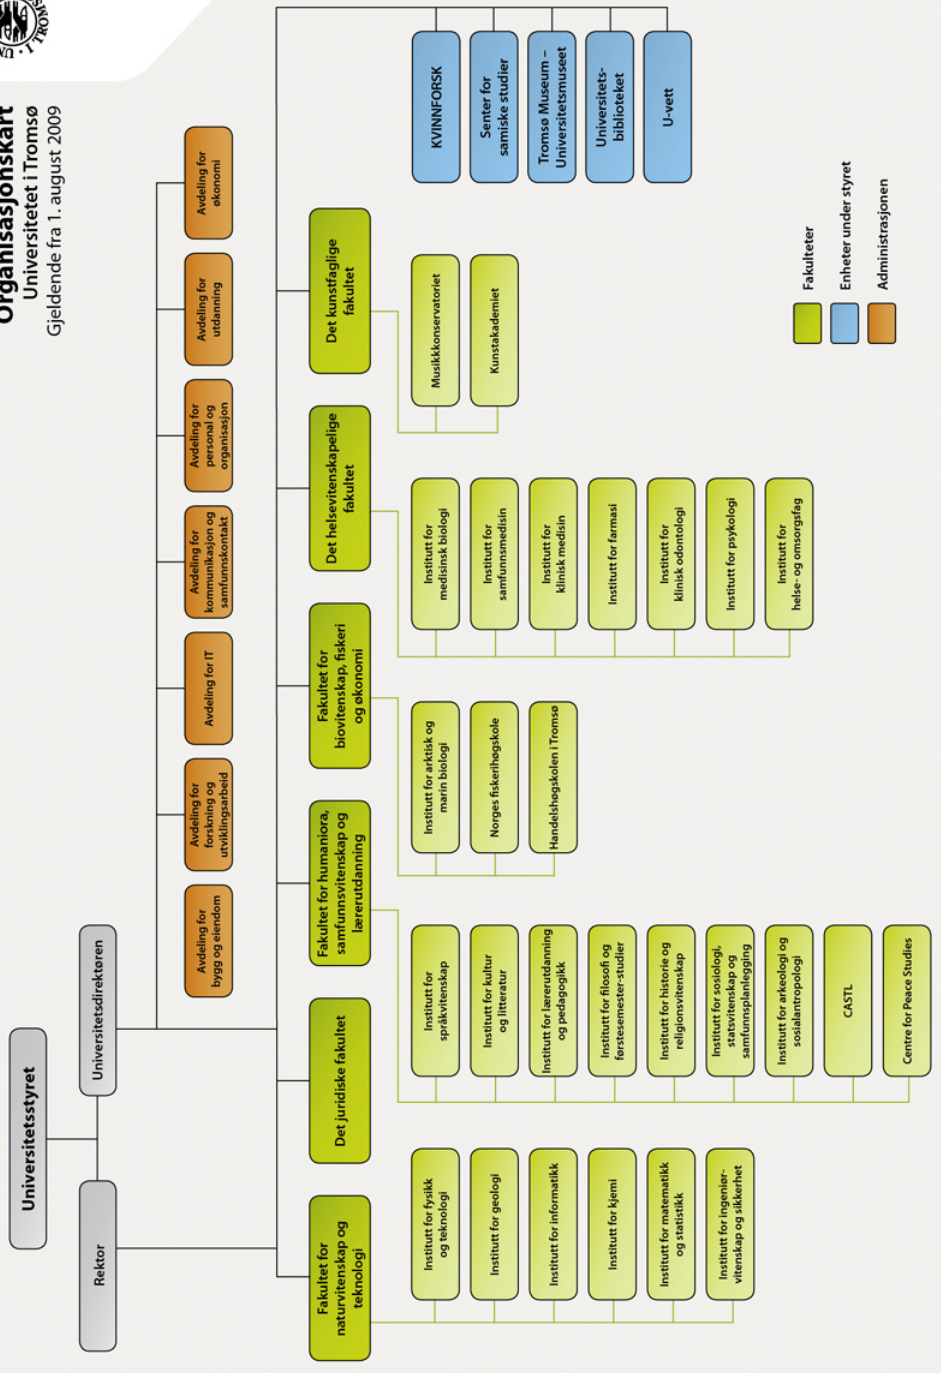 Organisasjonskart
Universitetet i Tromsø
Gjeldende fra 1. august 2009
Universitetsstyret
Rektor
Universitetsdirektøren
Avdeling for
bygg og eiendom
Avdeling for
forskning og
utviklingsarbeid
Avdeling for IT
Avdeling for
kommunikasjon og
samfunnskontakt
Avdeling for
personal og
organisasjon
Avdeling for
utdanning
Avdeling for
økonomi
Fakultet for
naturvitenskap og
teknologi
Det juridiske fakultet
Fakultet for humaniora,
samfunnsvitenskap og
lærerutdanning
Fakultet for
biovitenskap, fiskeri
og økonomi
Det helsevitenskapelige
fakultet
Det kunstfaglige
fakultet
Institutt for fysikk
og teknologi
Institutt for geologi
Institutt for informatikk
Institutt for kjemi
Institutt for matematikk
og statistikk
Institutt for ingeniør-
vitenskap og sikkerhet
Institutt for
språkvitenskap
Institutt for kultur
og litteratur
Institutt for lærerutdanning
og pedagogikk
Institutt for filosofi og
førstesemester-studier
Institutt for historie og
religionsvitenskap
Institutt for sosiologi,
statsvitenskap og
samfunnsplanlegging
Institutt for arkeologi og
sosialantropologi
CASTL
Centre for Peace Studies
Institutt for arktisk og
marin biologi
Norges fiskerihøgskole
Handelshøgskolen i Tromsø
Institutt for
medisinsk biologi
Institutt for
samfunnsmedisin
Institutt for
klinisk medisin
Institutt for farmasi
Institutt for
klinisk odontologi
Institutt for psykologi
Institutt for
helse- og omsorgsfag
Musikkkonservatoriet
Kunstakademiet
KVINNFORSK
Senter for
samiske studier
Tromsø Museum –
Universitetsmuseet
Universitets-
biblioteket
U-vett
Fakulteter
Enheter under styret
Administrasjonen